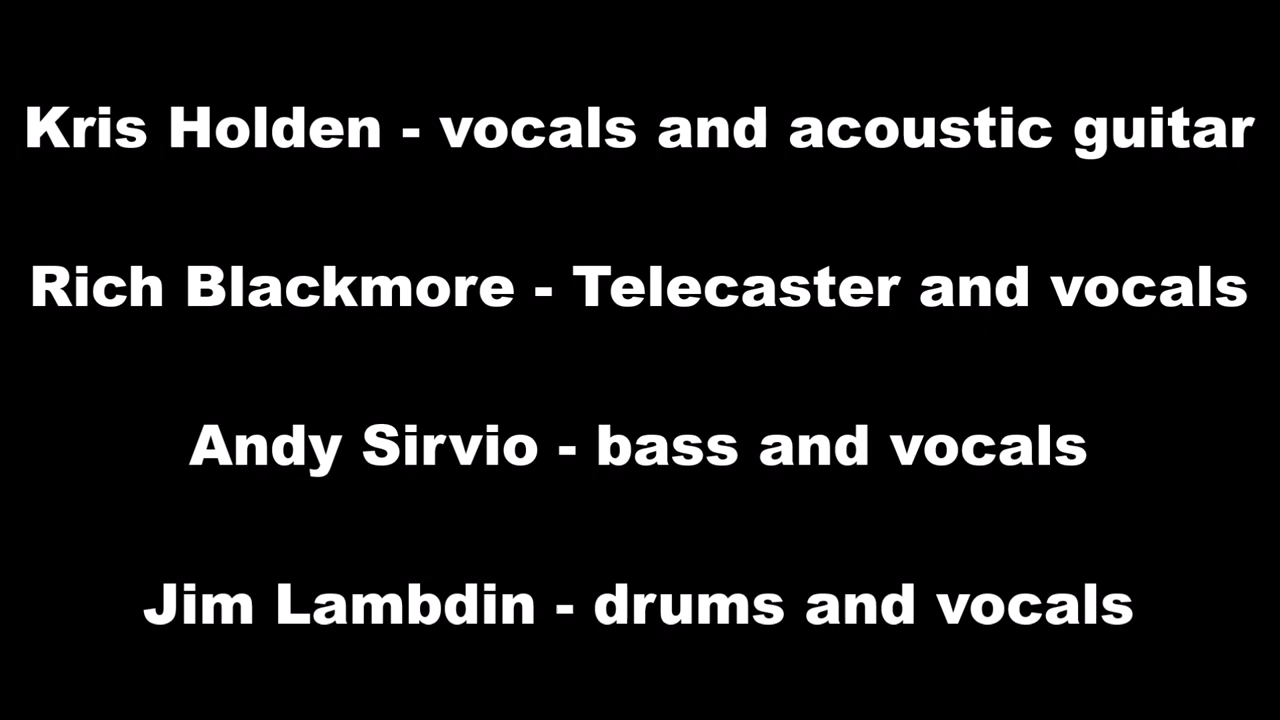 Kris Holden - vocals and acoustic guitar
Rich Blackmore - Telecaster and vocals
Andy Sirvio - bass and vocals
Jim Lambdin - drums and vocals